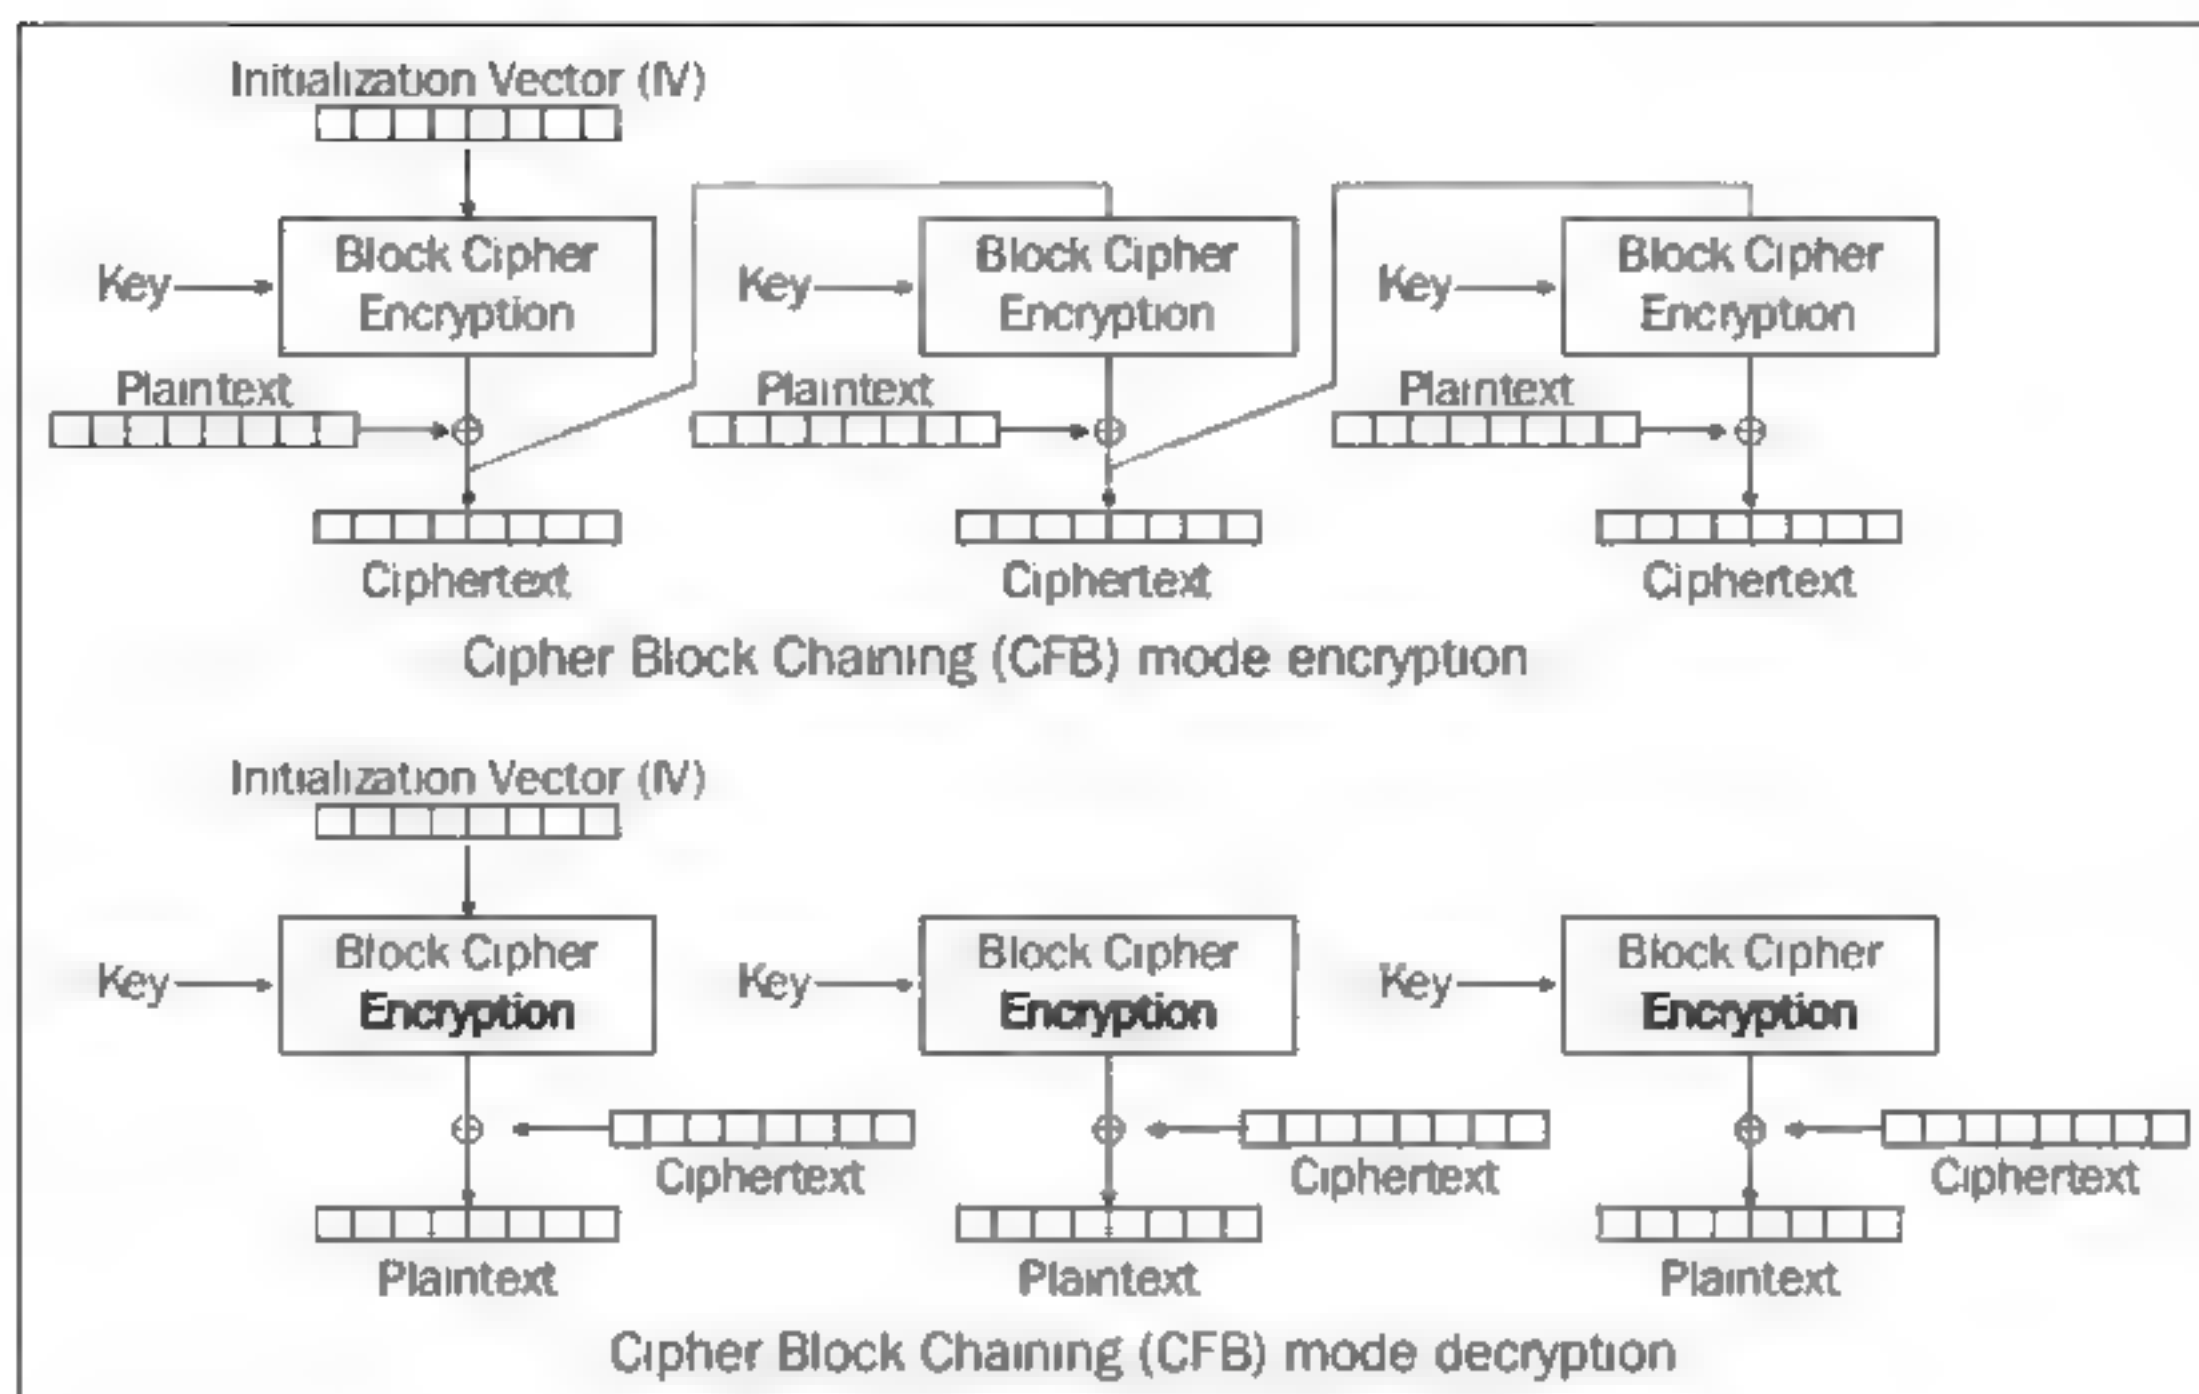 Initialization Vector (IV)
Key
Block Cipher
Encryption
Key
Block Cipher
Encryption
Key
Block Cipher
Encryption
Plaintext
Plaintext
Plaintext
Ciphertext
Ciphertext
Ciphertext
Cipher Block Chaining (CFB) mode encryption
Initialization Vector (IV)
Key
Block Cipher
Encryption
Key
Block Cipher
Encryption
Key
Block Cipher
Encryption
Ciphertext
Ciphertext
Ciphertext
Plaintext
Plaintext
Plaintext
Cipher Block Chaining (CFB) mode decryption